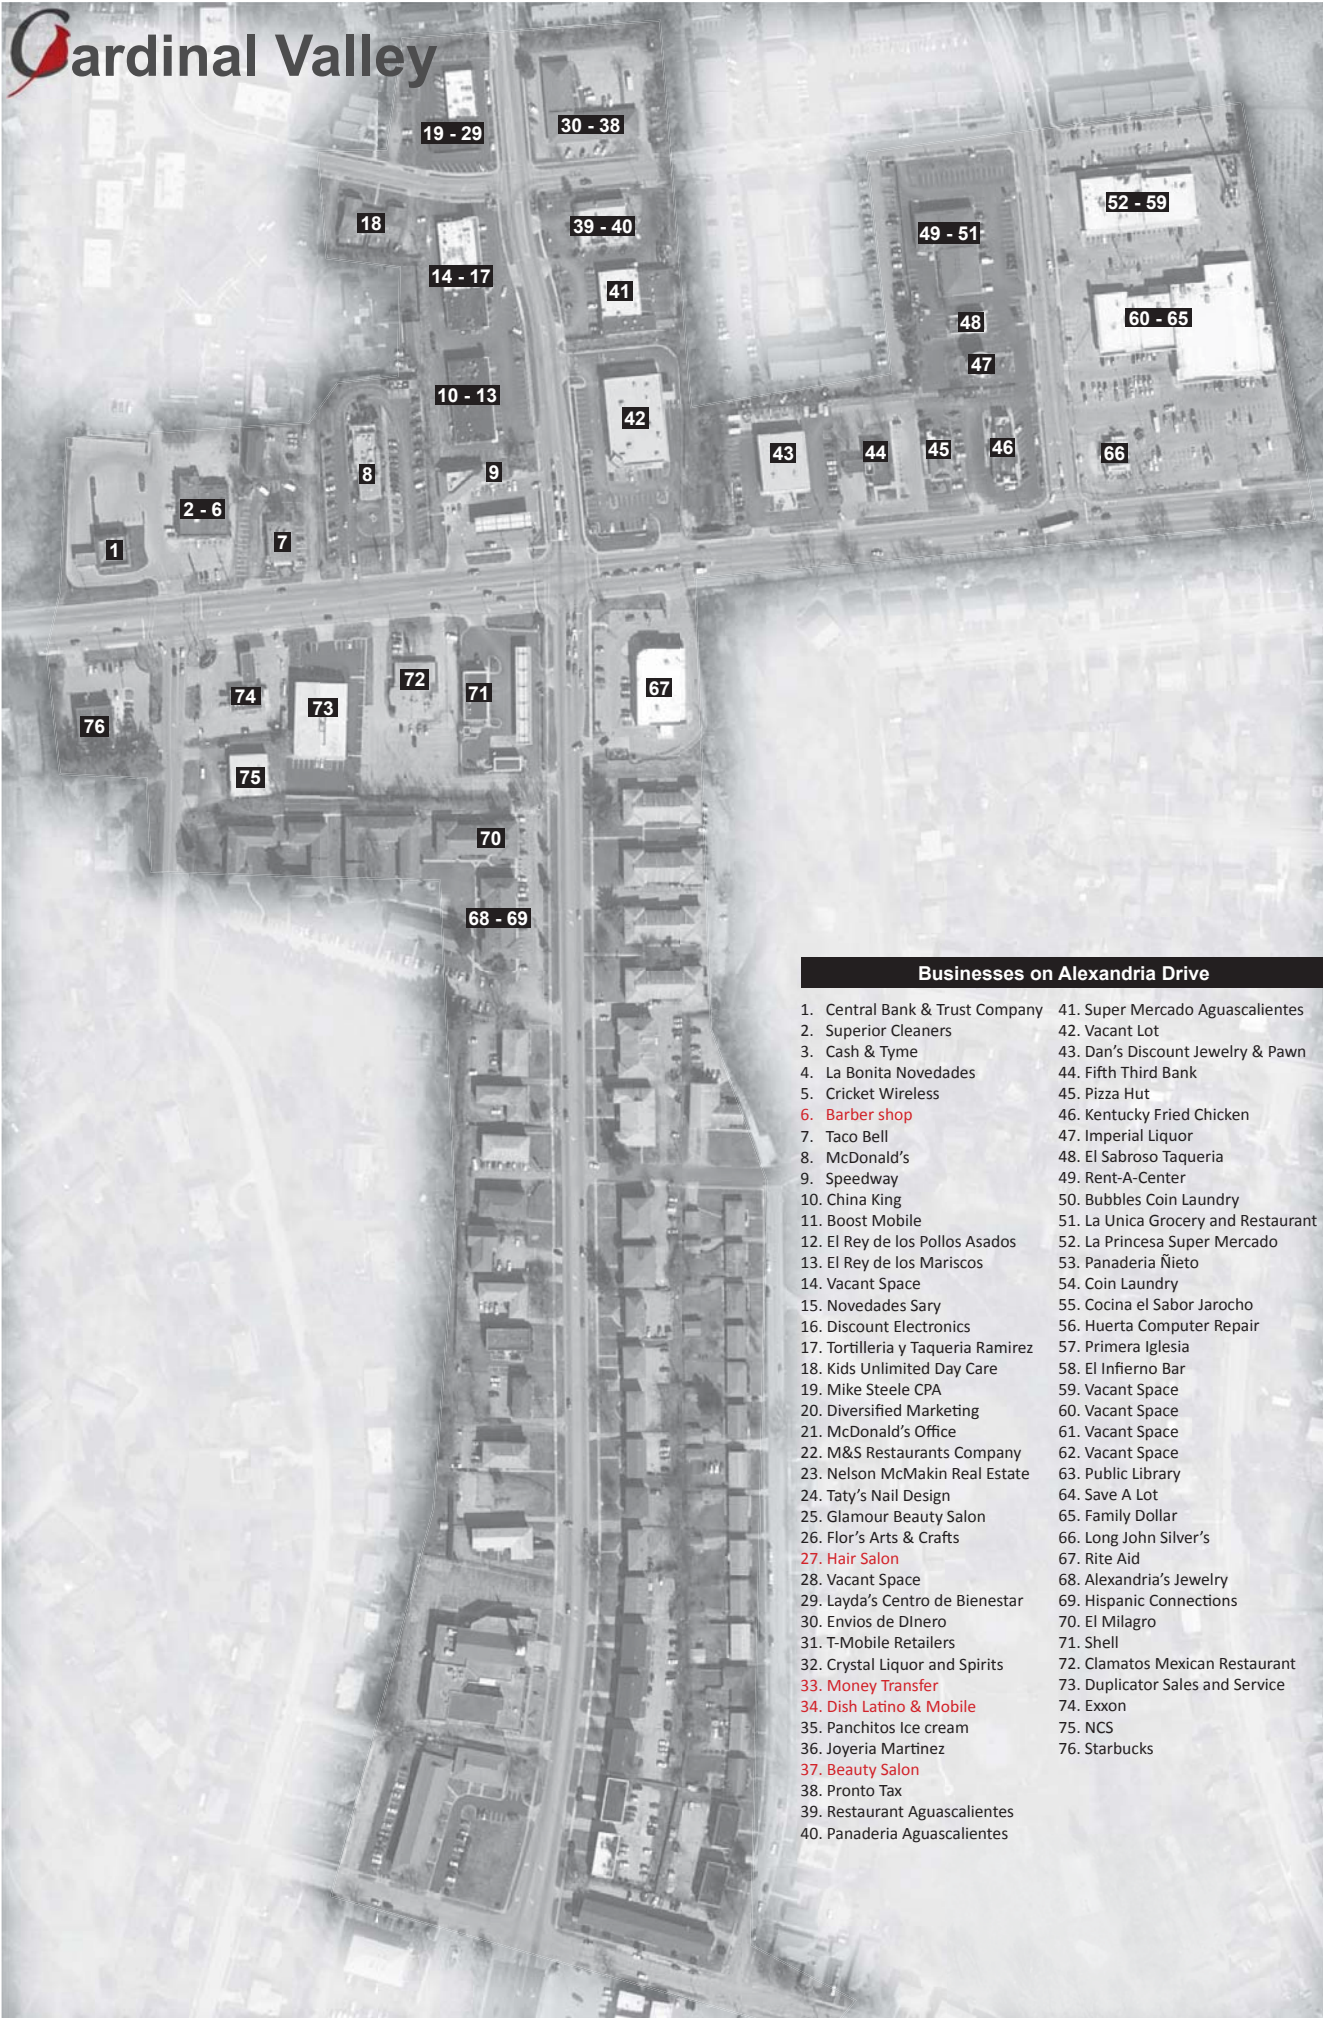 Cardinal Valley
19 - 29
30 - 38
18
39 - 40
52 - 59
49 - 51
14 - 17
41
48
60 - 65
47
10 - 13
42
43
44
45
46
66
8
9
2 - 6
1
7
72
74
71
67
73
76
75
70
68 - 69
Businesses on Alexandria Drive
1. Central Bank & Trust Company
2. Superior Cleaners
3. Cash & Tyme
4. La Bonita Novedades
5. Cricket Wireless
6. Barber shop
7. Taco Bell
8. McDonald’s
9. Speedway
10. China King
11. Boost Mobile
12. El Rey de los Pollos Asados
13. El Rey de los Mariscos
14. Vacant Space
15. Novedades Sary
16. Discount Electronics
17. Tortilleria y Taqueria Ramirez
18. Kids Unlimited Day Care
19. Mike Steele CPA
20. Diversified Marketing
21. McDonald’s Office
22. M&S Restaurants Company
23. Nelson McMakin Real Estate
24. Taty’s Nail Design
25. Glamour Beauty Salon
26. Flor’s Arts & Crafts
27. Hair Salon
28. Vacant Space
29. Layda’s Centro de Bienestar
30. Envios de DInero
31. T-Mobile Retailers
32. Crystal Liquor and Spirits
33. Money Transfer
34. Dish Latino & Mobile
35. Panchitos Ice cream
36. Joyeria Martinez
37. Beauty Salon
38. Pronto Tax
39. Restaurant Aguascalientes
40. Panaderia Aguascalientes
41. Super Mercado Aguascalientes
42. Vacant Lot
43. Dan’s Discount Jewelry & Pawn
44. Fifth Third Bank
45. Pizza Hut
46. Kentucky Fried Chicken
47. Imperial Liquor
48. El Sabroso Taqueria
49. Rent-A-Center
50. Bubbles Coin Laundry
51. La Unica Grocery and Restaurant
52. La Princesa Super Mercado
53. Panaderia Ñieto
54. Coin Laundry
55. Cocina el Sabor Jarocho
56. Huerta Computer Repair
57. Primera Iglesia
58. El Infierno Bar
59. Vacant Space
60. Vacant Space
61. Vacant Space
62. Vacant Space
63. Public Library
64. Save A Lot
65. Family Dollar
66. Long John Silver’s
67. Rite Aid
68. Alexandria’s Jewelry
69. Hispanic Connections
70. El Milagro
71. Shell
72. Clamatos Mexican Restaurant
73. Duplicator Sales and Service
74. Exxon
75. NCS
76. Starbucks